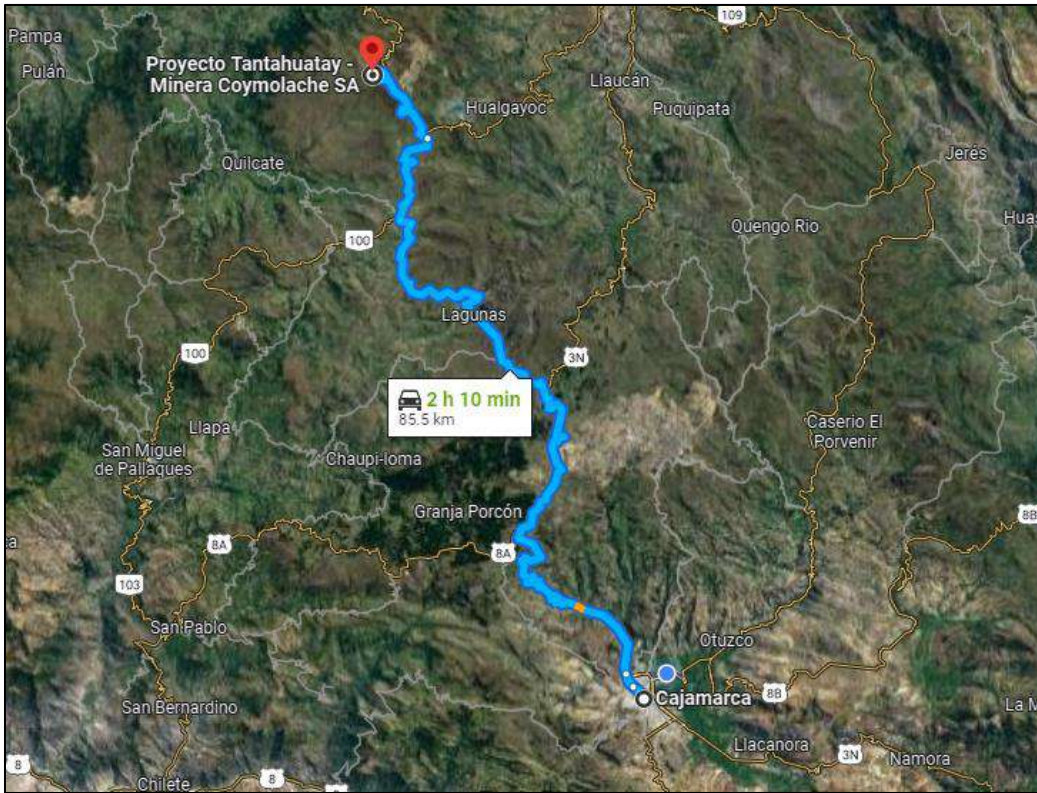 109
Pampa
Pulán
Proyecto Tantahuatay -
Minera Coymolache SA
Llaucán
Hualgayoc
Puquipata
Jerés
Quilcate
Quengo Rio
100
Lagunas
100
3N
2 h 10 min
85.5 km
Llapa
San Miguel
de Pallaques
Chaupi-loma
Caserio El
Porvenir
Granja Porcón
8B
8A
8A
103
San Pablo
Otuzco
8B
Cajamarca
San Bernardino
Llacanora
3N
Namora
8
8
Chilete